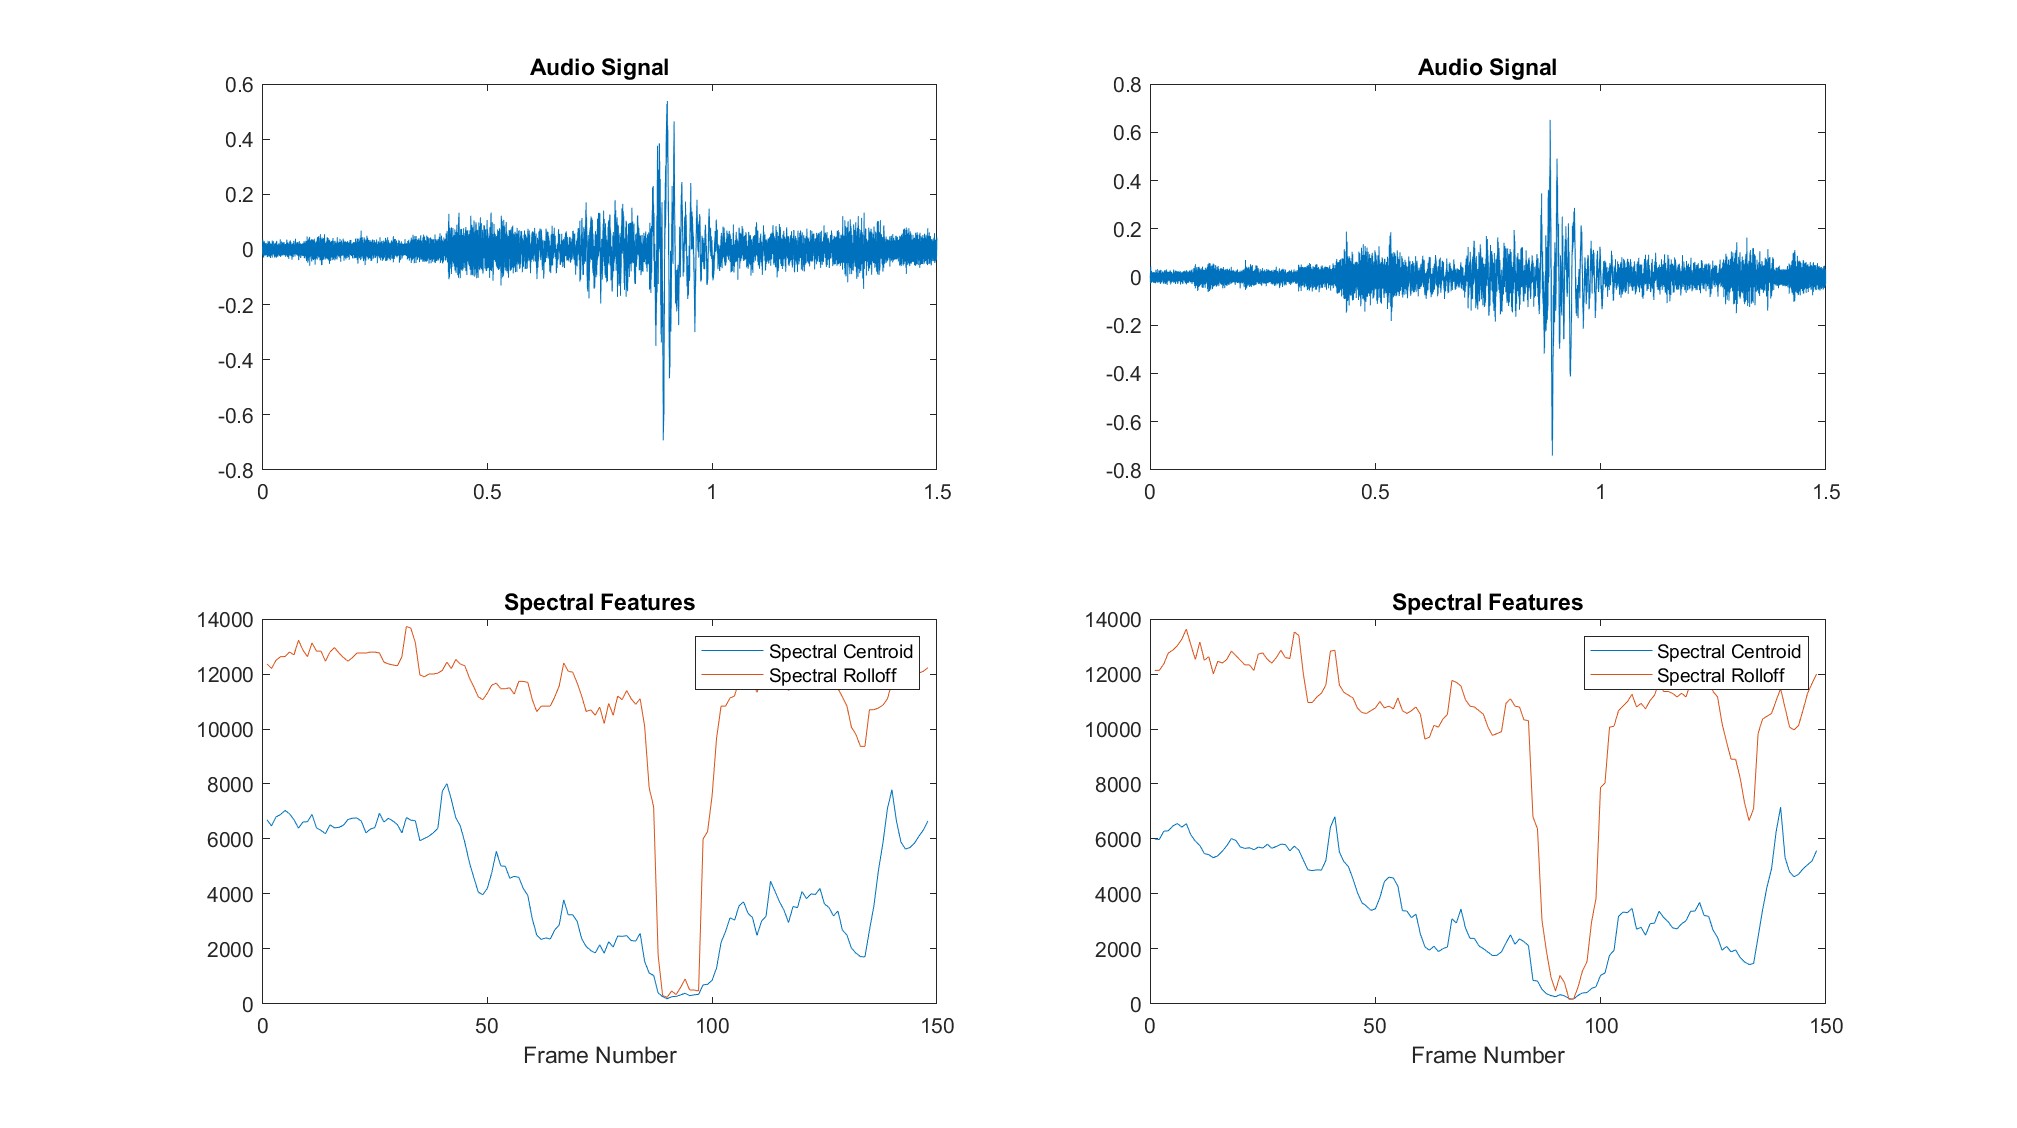 Audio Signal
0.6
0.4
0.2
0
-0.2
-0.4
-0.6
-0.8
0 0.5 1 1.5
Audio Signal
0.8
0.6
0.4
0.2
0
-0.2
-0.4
-0.6
-0.8
0 0.5 1 1.5
Spectral Features
14000
12000
10000
8000
6000
4000
2000
0
Spectral Centroid
Spectral Rolloff
0 50 100 150
Frame Number
Spectral Features
14000
12000
10000
8000
6000
4000
2000
0
Spectral Centroid
Spectral Rolloff
0 50 100 150
Frame Number